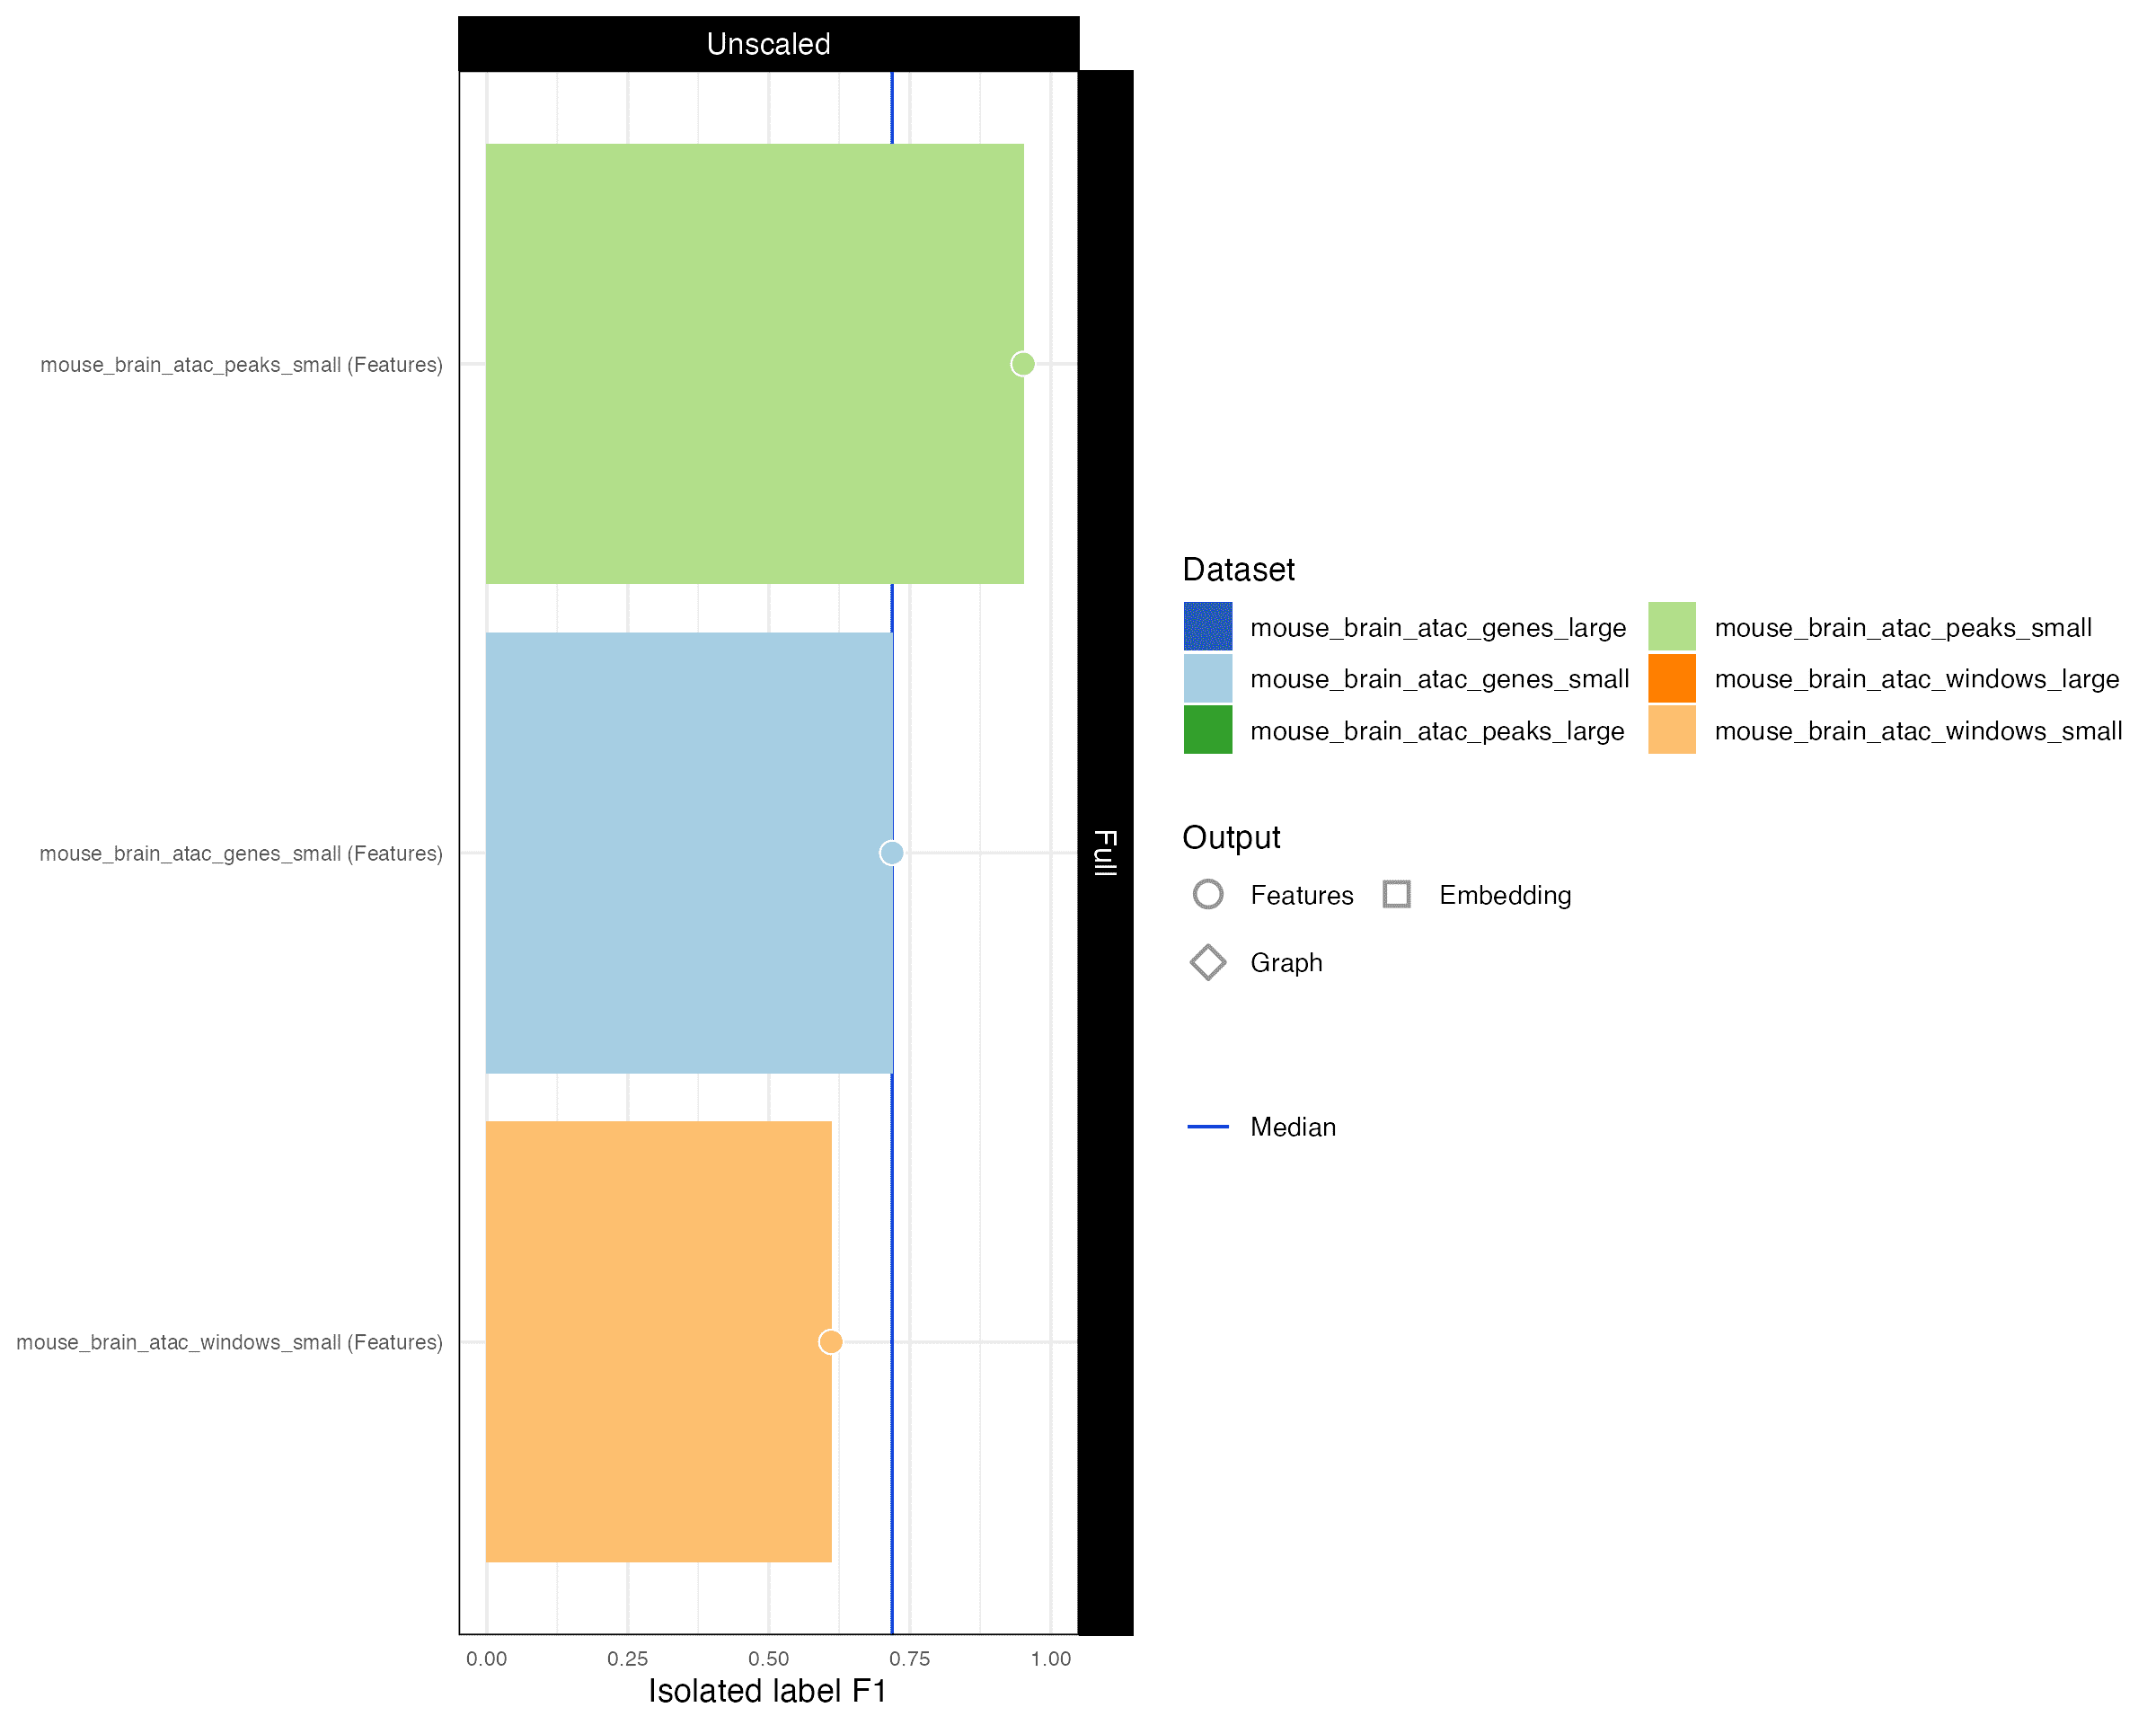 Unscaled
mouse_brain_atac_peaks_small (Features)
mouse_brain_atac_genes_small (Features)
mouse_brain_atac_windows_small (Features)
Full
0.00 0.25 0.50 0.75 1.00
Isolated label F1
Dataset
mouse_brain_atac_genes_large mouse_brain_atac_peaks_small
mouse_brain_atac_genes_small mouse_brain_atac_windows_large
mouse_brain_atac_peaks_large mouse_brain_atac_windows_small
Output
Features Embedding
Graph
Median